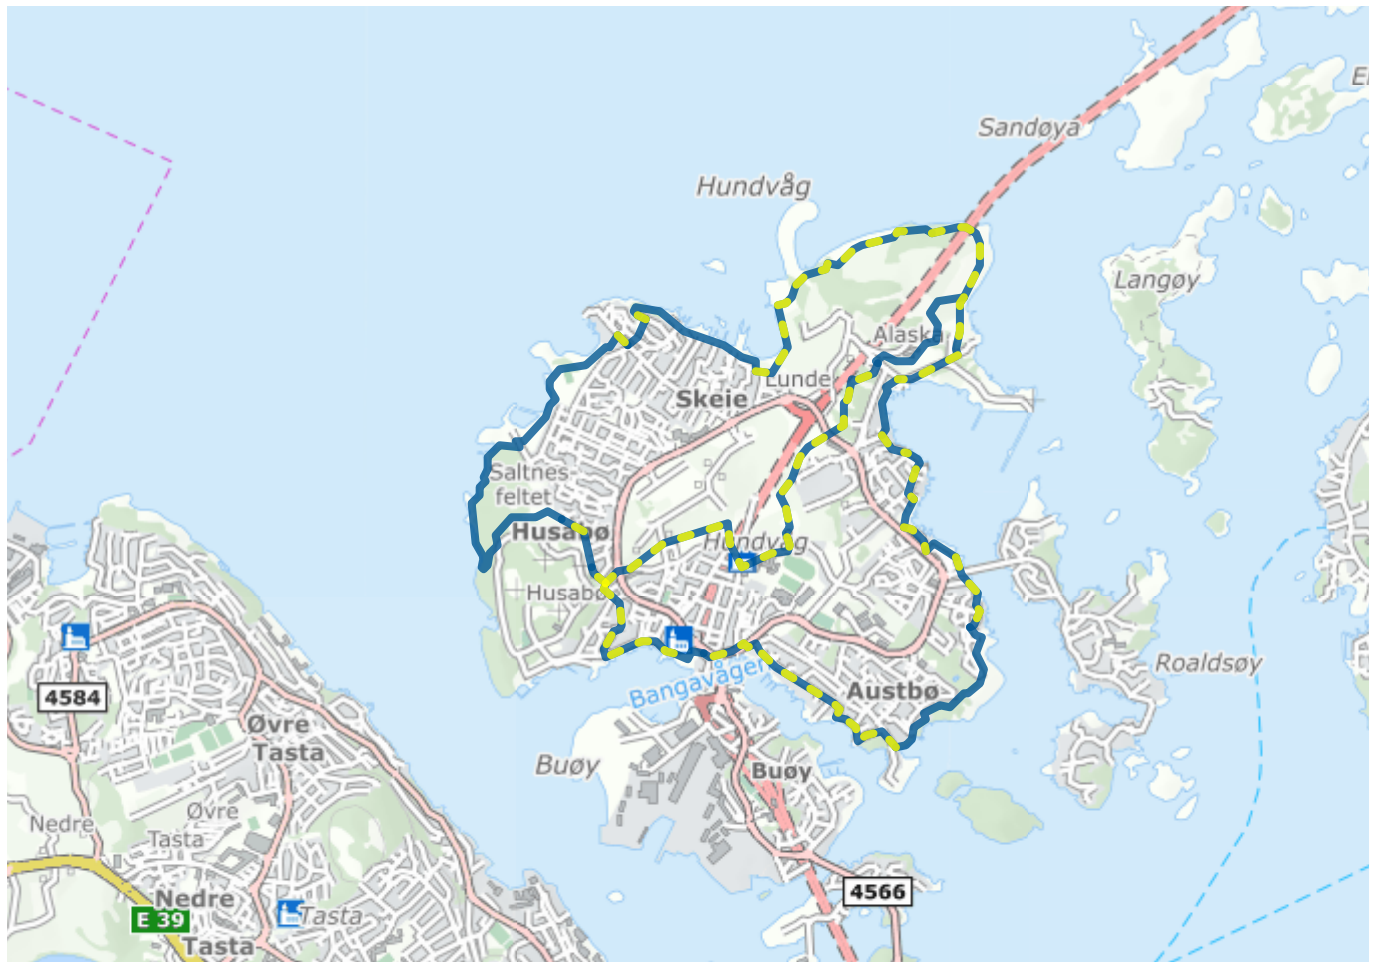 El
Sandøya
Hundvåg
Langøy
Alaska
Lunde
Skeie
Saltnes-
feltet
Husabø
Hundvåg
Husabø
Roaldsøy
Bangavågen
Austbø
4584
Øvre
Tasta
Buøy
Buøy
Øvre
Tasta
Nedre
Nedre
Tasta
E 39
Tasta
4566